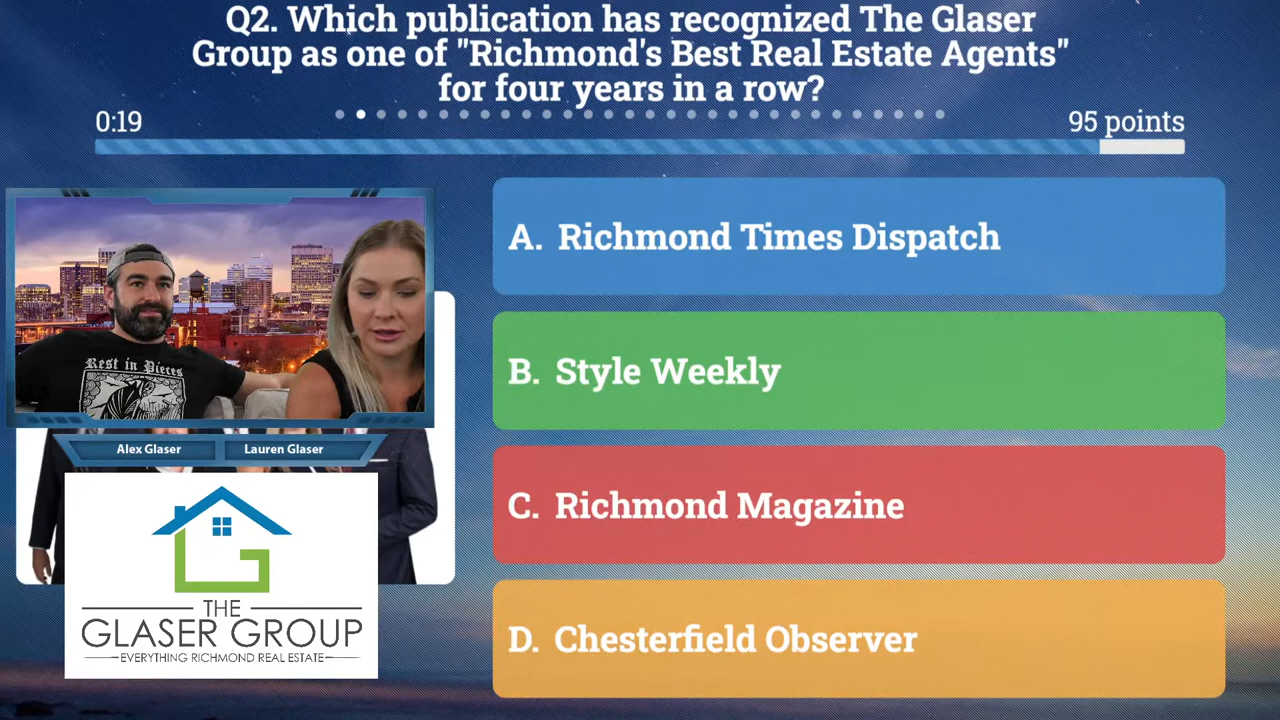 Q2. Which publication has recognized The Glaser
Group as one of "Richmond's Best Real Estate Agents"
for four years in a row?
0:19
95 points
A. Richmond Times Dispatch
B. Style Weekly
C. Richmond Magazine
D. Chesterfield Observer
Rest in Pieces
Alex Glaser
Lauren Glaser
THE
GLASER GROUP
EVERYTHING RICHMOND REAL ESTATE